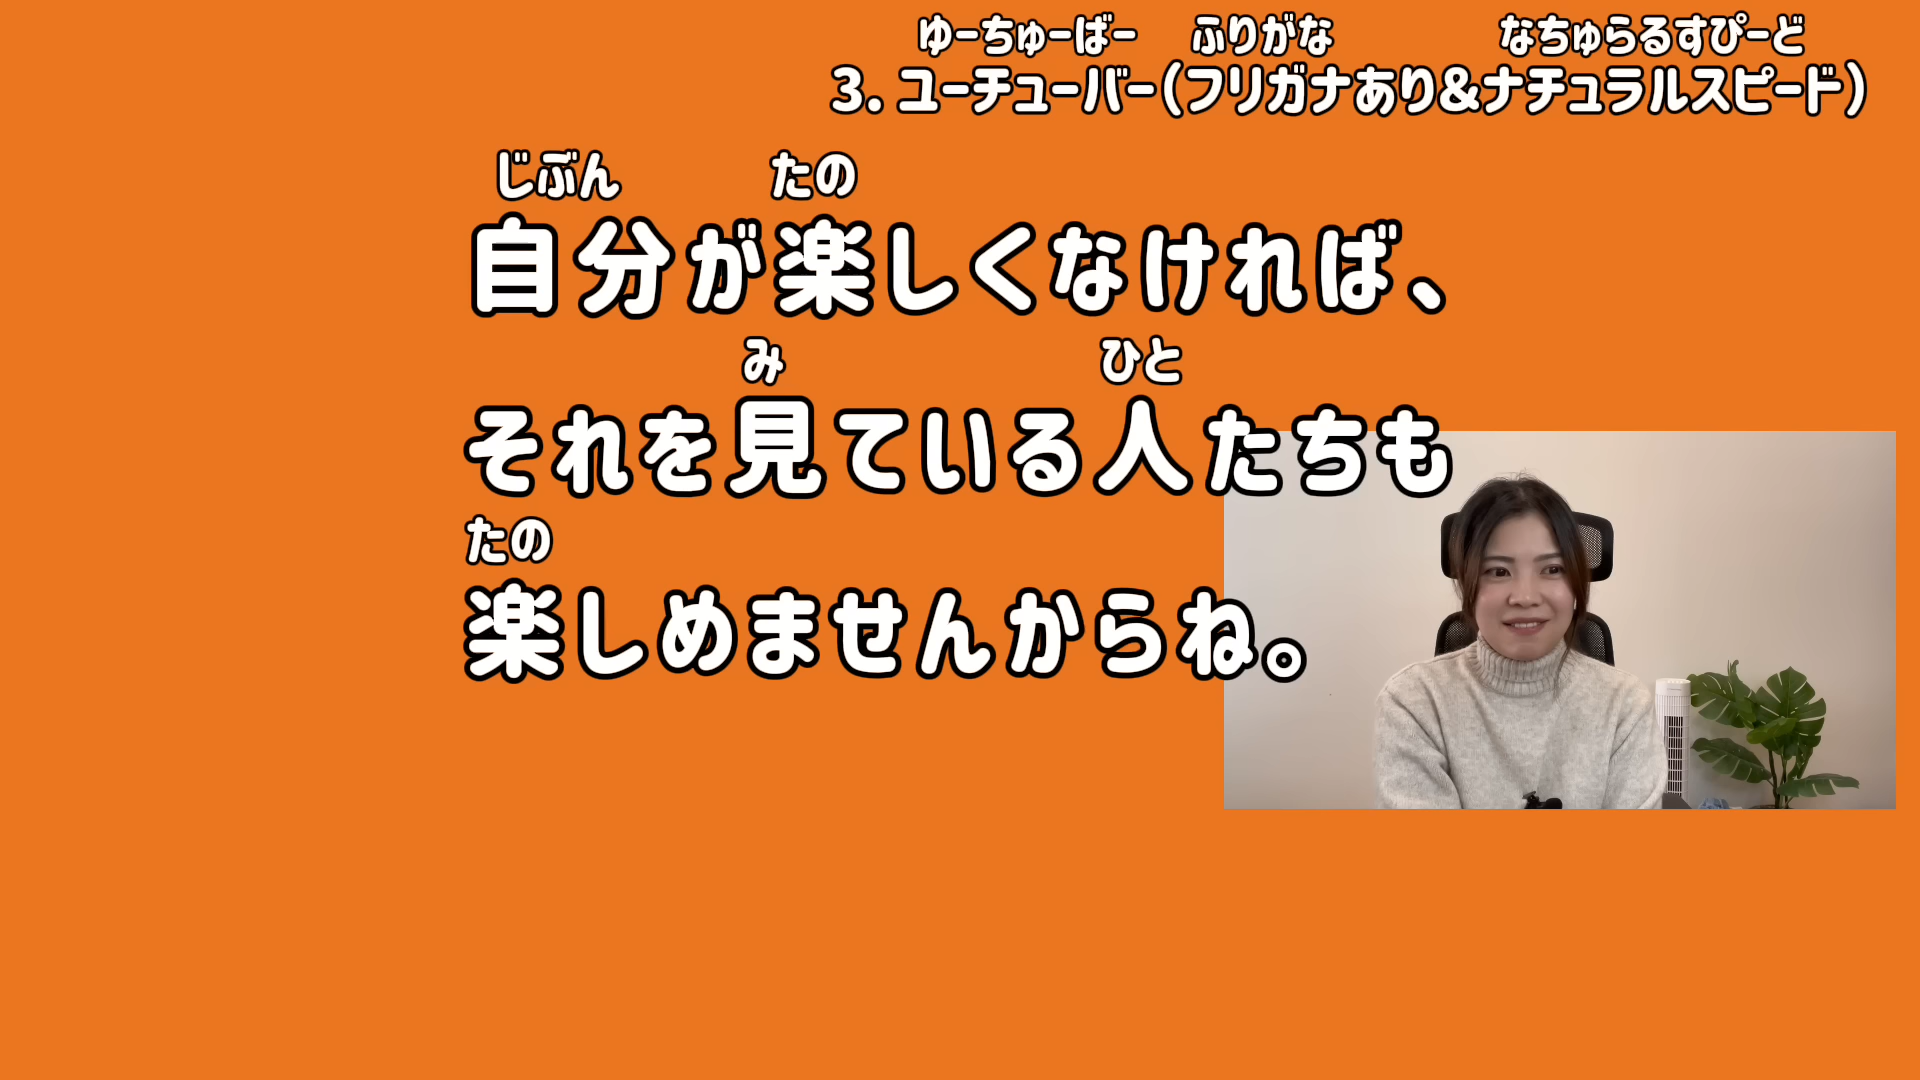 ゆーちゅーばー ふりがな なちゅらるすぴーど
3. ユーチューバー(フリガナあり&ナチュラルスピード)
じぶん たの
自分が楽しくなければ、
み ひと
それを見ている人たちも
たの
楽しめませんからね。